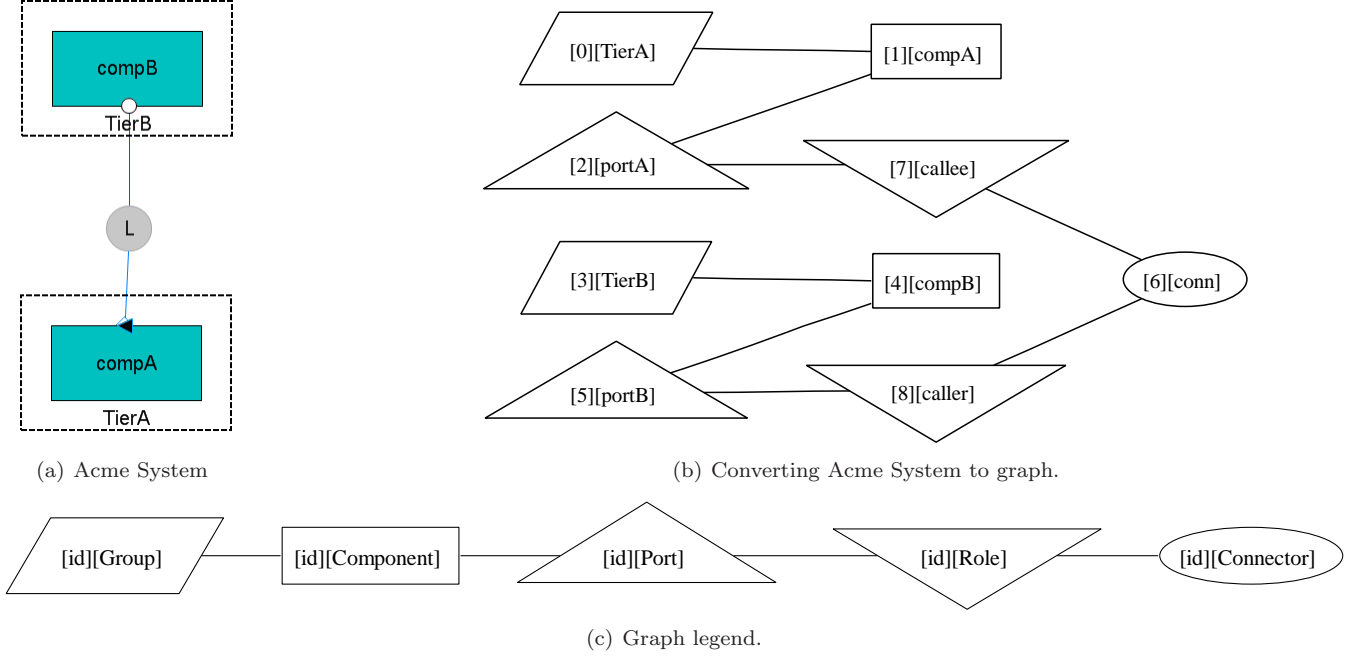 compB
TierB
L
compA
TierA
(a) Acme System
[0][TierA]
[1][compA]
[2][portA]
[7][callee]
[3][TierB]
[4][compB]
[6][conn]
[5][portB]
[8][caller]
(b) Converting Acme System to graph.
[id][Group]
[id][Component]
[id][Port]
[id][Role]
[id][Connector]
(c) Graph legend.